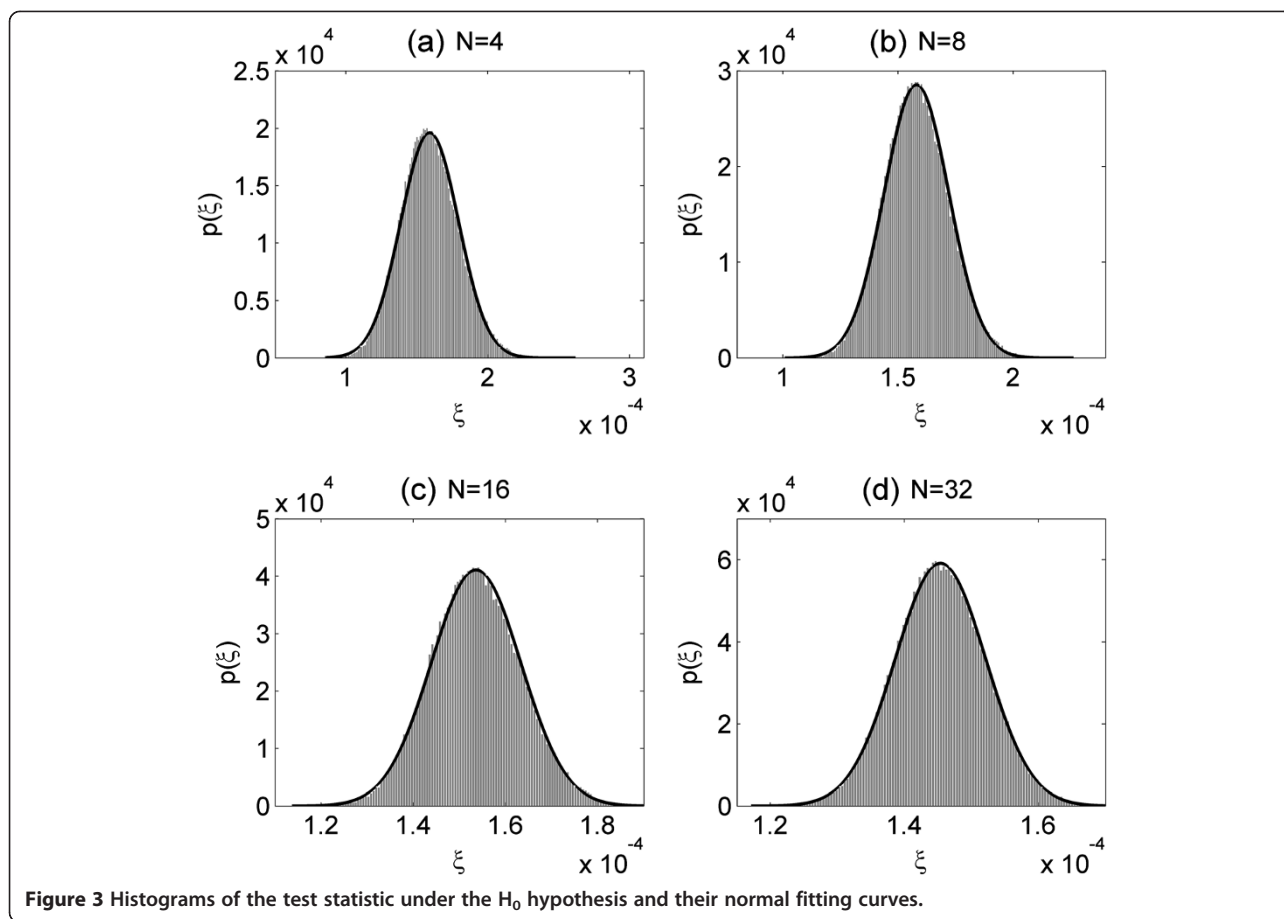 (a) N=4
x 10^4
2.5
2
1.5
1
0.5
0
p(ξ)
1 2 3
ξ
x 10^-4
(b) N=8
x 10^4
3
2
1
0
p(ξ)
1 1.5 2
ξ
x 10^-4
(c) N=16
x 10^4
5
4
3
2
1
0
p(ξ)
1.2 1.4 1.6 1.8
ξ
x 10^-4
(d) N=32
x 10^4
6
4
2
0
p(ξ)
1.2 1.4 1.6
ξ
x 10^-4
Figure 3 Histograms of the test statistic under the H₀ hypothesis and their normal fitting curves.